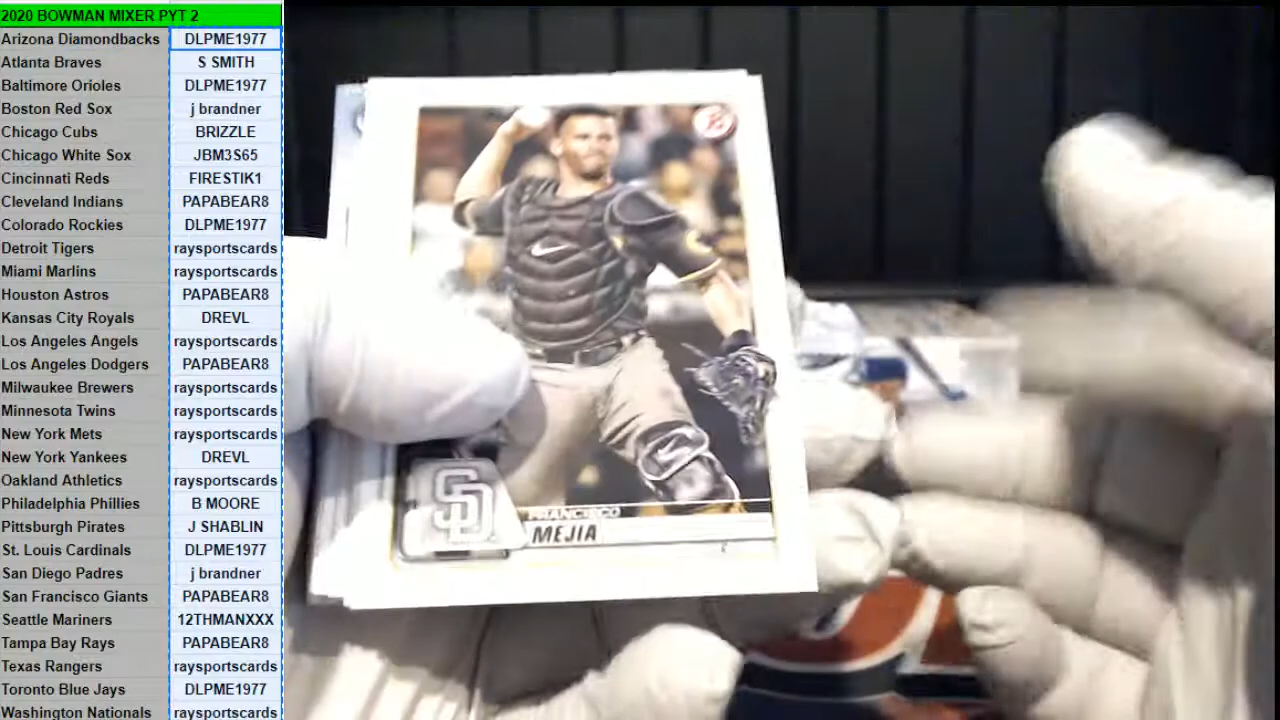 2020 BOWMAN MIXER PYT 2
Arizona Diamondbacks DLPME1977
Atlanta Braves S SMITH
Baltimore Orioles DLPME1977
Boston Red Sox j brandner
Chicago Cubs BRIZZLE
Chicago White Sox JBM3S65
Cincinnati Reds FIRESTIK1
Cleveland Indians PAPABEAR8
Colorado Rockies DLPME1977
Detroit Tigers raysportscards
Miami Marlins raysportscards
Houston Astros PAPABEAR8
Kansas City Royals DREVL
Los Angeles Angels raysportscards
Los Angeles Dodgers PAPABEAR8
Milwaukee Brewers raysportscards
Minnesota Twins raysportscards
New York Mets raysportscards
New York Yankees DREVL
Oakland Athletics raysportscards
Philadelphia Phillies B MOORE
Pittsburgh Pirates J SHABLIN
St. Louis Cardinals DLPME1977
San Diego Padres j brandner
San Francisco Giants PAPABEAR8
Seattle Mariners 12THMANXXX
Tampa Bay Rays PAPABEAR8
Texas Rangers raysportscards
Toronto Blue Jays DLPME1977
Washington Nationals raysportscards
SD
FRANCISCO
MEJIA